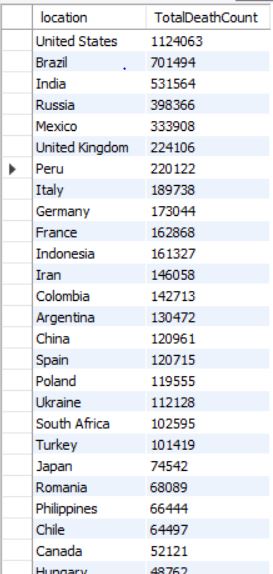 location TotalDeathCount
United States 1124063
Brazil 701494
India 531564
Russia 398366
Mexico 333908
United Kingdom 224106
Peru 220122
Italy 189738
Germany 173044
France 162868
Indonesia 161327
Iran 146058
Colombia 142713
Argentina 130472
China 120961
Spain 120715
Poland 119555
Ukraine 112128
South Africa 102595
Turkey 101419
Japan 74542
Romania 68089
Philippines 66444
Chile 64497
Canada 52121
Hungary 48762